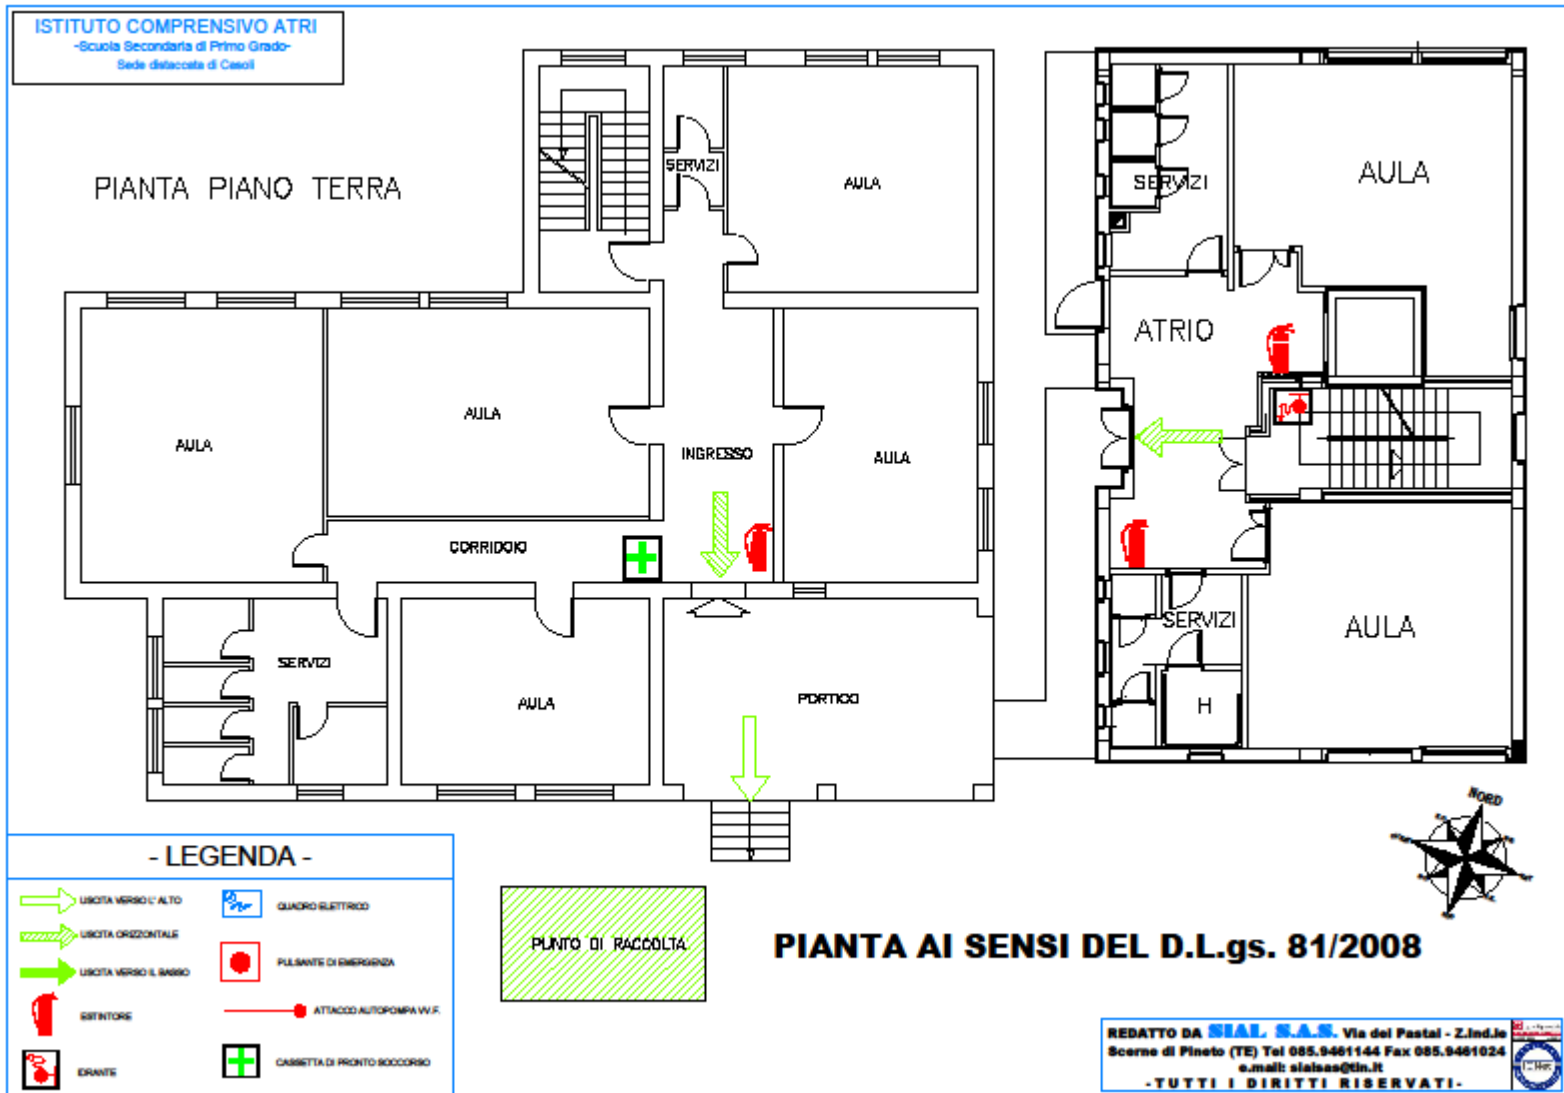 ISTITUTO COMPRENSIVO ATRI
-Scuola Secondaria di Primo Grado-
Sede distaccata di Casoli
PIANTA PIANO TERRA
SERVIZI
AULA
AULA
AULA
INGRESSO
AULA
CORRIDOIO
SERVIZI
AULA
PORTICO
SERVIZI
AULA
ATRIO
SERVIZI
AULA
H
NORD
- LEGENDA -
USCITA VERSO L' ALTO
USCITA ORIZZONTALE
USCITA VERSO IL BASSO
ESTINTORE
IDRANTE
QUADRO ELETTRICO
PULSANTE DI EMERGENZA
ATTACCO AUTOPOMPA VV.F.
CASSETTA DI PRONTO SOCCORSO
PUNTO DI RACCOLTA
PIANTA AI SENSI DEL D.L.gs. 81/2008
REDATTO DA SIAL S.A.S. Via dei Pastai - Z.Ind.le
Scerne di Pineto (TE) Tel 085.9461144 Fax 085.9461024
e.mail: sialsas@tin.it
-TUTTI I DIRITTI RISERVATI-